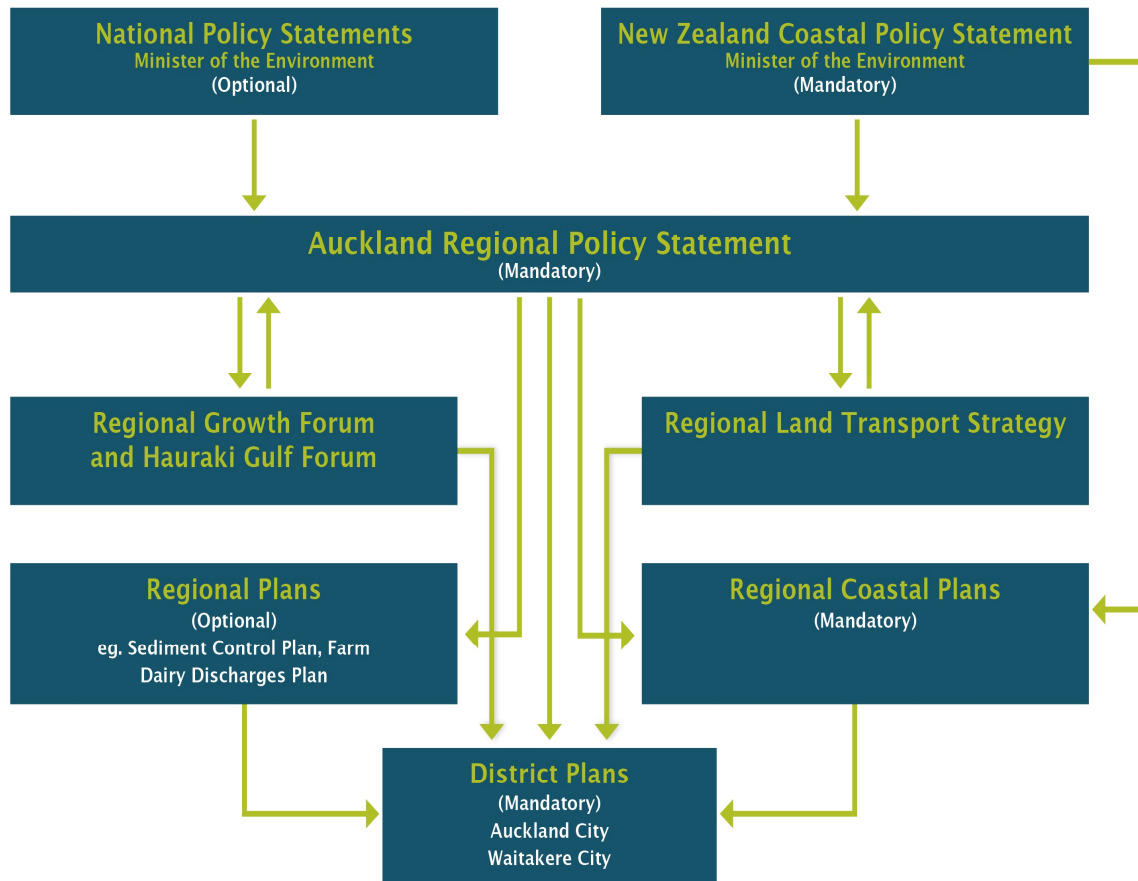 National Policy Statements
Minister of the Environment
(Optional)
New Zealand Coastal Policy Statement
Minister of the Environment
(Mandatory)
Auckland Regional Policy Statement
(Mandatory)
Regional Growth Forum
and Hauraki Gulf Forum
Regional Land Transport Strategy
Regional Plans
(Optional)
eg. Sediment Control Plan, Farm
Dairy Discharges Plan
Regional Coastal Plans
(Mandatory)
District Plans
(Mandatory)
Auckland City
Waitakere City